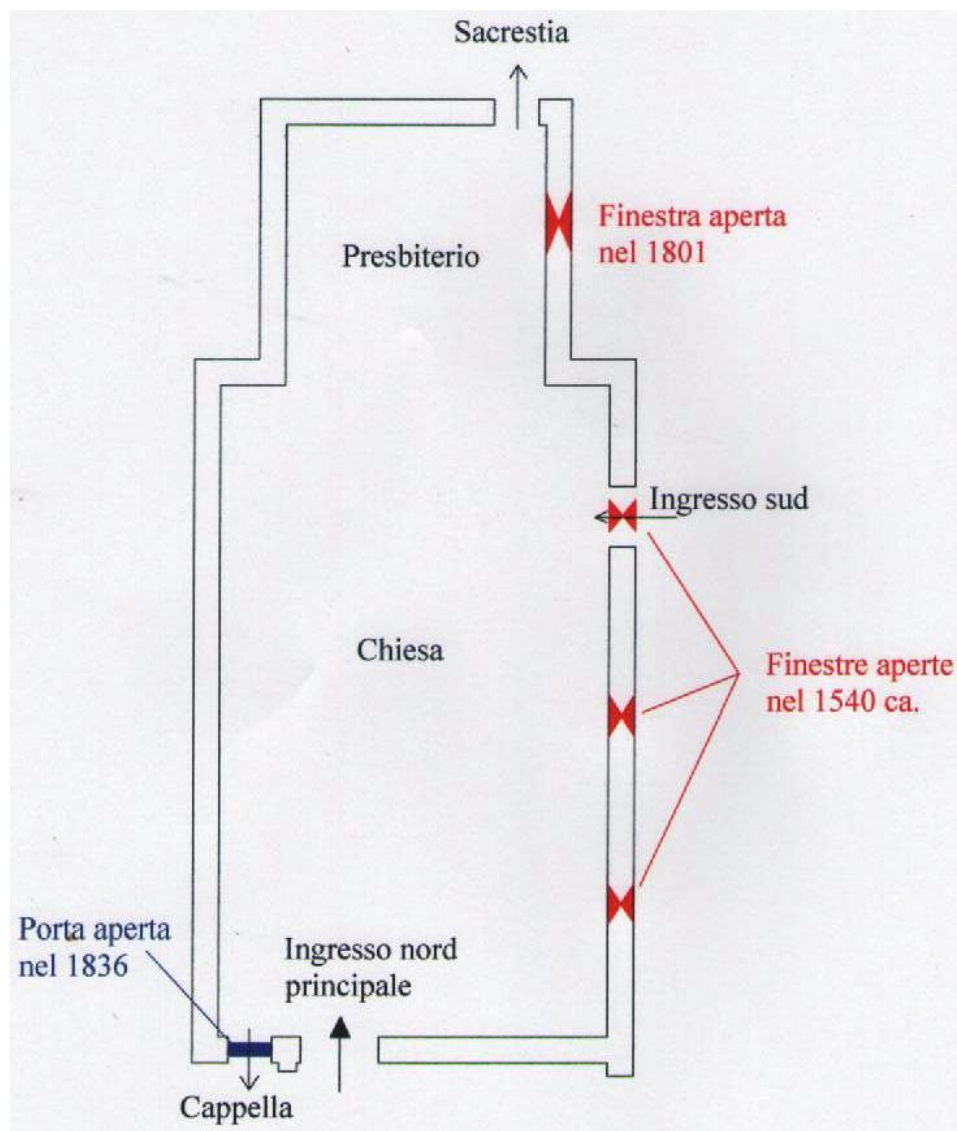 Sacrestia
Finestra aperta
nel 1801
Presbiterio
Ingresso sud
Chiesa
Finestre aperte
nel 1540 ca.
Porta aperta
nel 1836
Ingresso nord
principale
Cappella